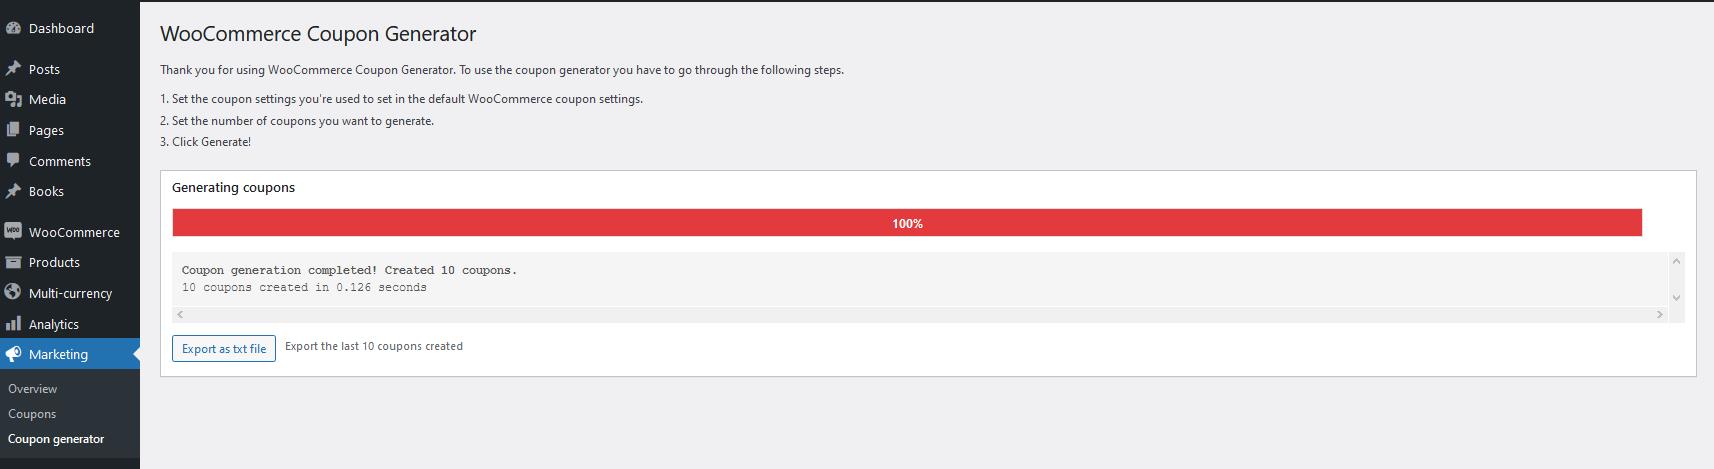 Dashboard
Posts
Media
Pages
Comments
Books
WOO
WooCommerce
Products
Multi-currency
Analytics
Marketing
Overview
Coupons
Coupon generator
WooCommerce Coupon Generator
Thank you for using WooCommerce Coupon Generator. To use the coupon generator you have to go through the following steps.
1. Set the coupon settings you're used to set in the default WooCommerce coupon settings.
2. Set the number of coupons you want to generate.
3. Click Generate!
Generating coupons
100%
Coupon generation completed! Created 10 coupons.
10 coupons created in 0.126 seconds
Export as txt file Export the last 10 coupons created